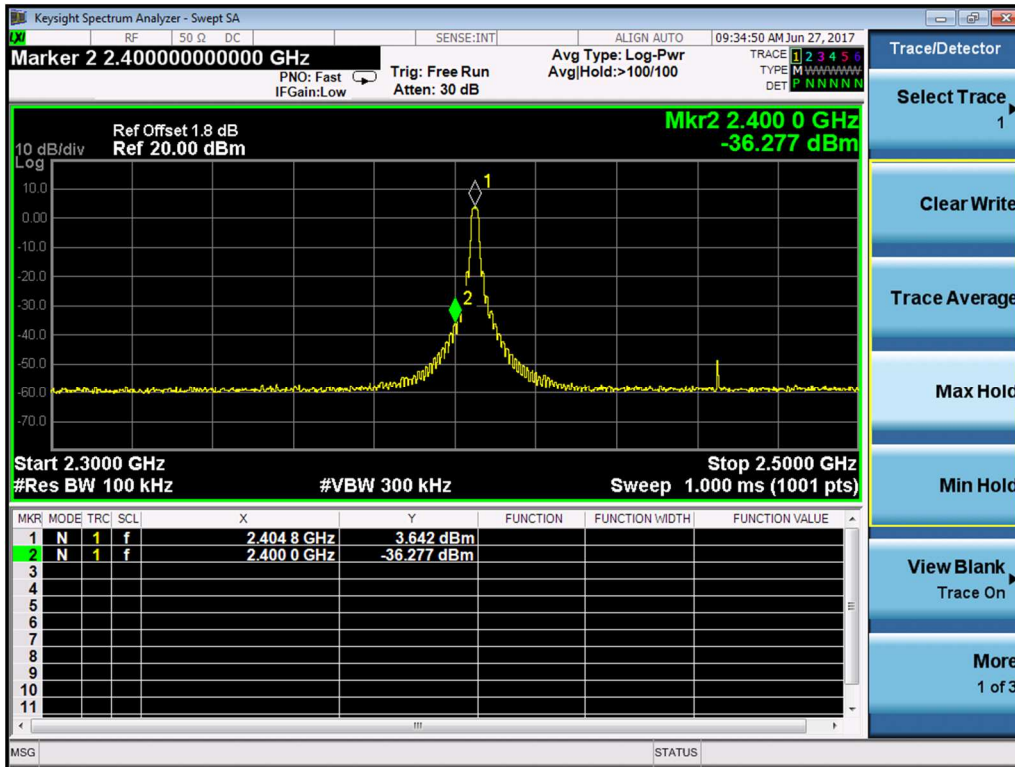 Keysight Spectrum Analyzer - Swept SA
LXI RF 50 Ω DC SENSE:INT ALIGN AUTO 09:34:50 AM Jun 27, 2017
Marker 2 2.400000000000 GHz
PNO: Fast
IFGain:Low
Trig: Free Run
Atten: 30 dB
Avg Type: Log-Pwr
Avg|Hold:>100/100
TRACE 1 2 3 4 5 6
TYPE M WWWWW
DET P N N N N N
Mkr2 2.400 0 GHz
-36.277 dBm
Ref Offset 1.8 dB
10 dB/div Ref 20.00 dBm
Log
10.0
0.00
-10.0
-20.0
-30.0
-40.0
-50.0
-60.0
-70.0
1
2
Start 2.3000 GHz Stop 2.5000 GHz
#Res BW 100 kHz #VBW 300 kHz Sweep 1.000 ms (1001 pts)
MKR MODE TRC SCL X Y FUNCTION FUNCTION WIDTH FUNCTION VALUE
1 N 1 f 2.404 8 GHz 3.642 dBm
2 N 1 f 2.400 0 GHz -36.277 dBm
3
4
5
6
7
8
9
10
11
MSG STATUS
Trace/Detector
Select Trace
1
Clear Write
Trace Average
Max Hold
Min Hold
View Blank
Trace On
More
1 of 3